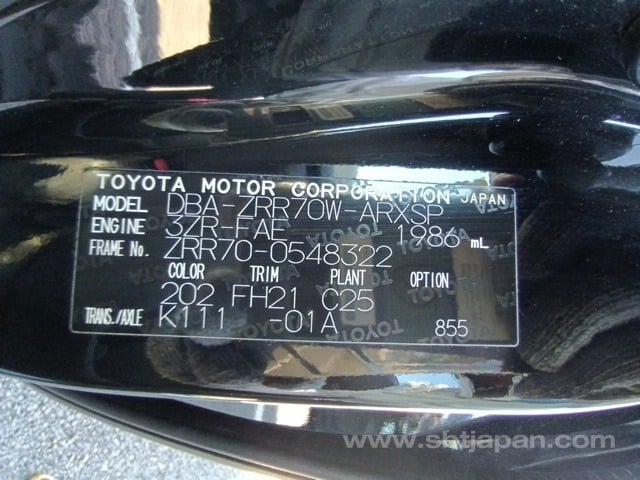 TOYOTA MOTOR CORPORATION JAPAN
MODEL DBA-ZRR70W-ARXSP
ENGINE 3ZR-FAE 1986 mL
FRAME No. ZRR70-0548322
COLOR TRIM PLANT OPTION
202 FH21 C25
TRANS./AXLE K111 -01A 855
www.sbtjapan.com